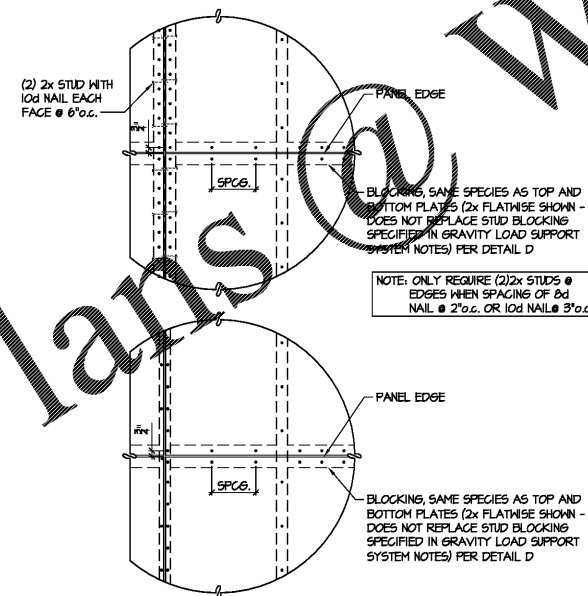 (2) 2x STUD WITH
10d NAIL EACH
FACE @ 6"o.c.
PANEL EDGE
SPCG.
BLOCKING, SAME SPECIES AS TOP AND
BOTTOM PLATES (2x FLATWISE SHOWN -
DOES NOT REPLACE STUD BLOCKING
SPECIFIED IN GRAVITY LOAD SUPPORT
SYSTEM NOTES) PER DETAIL D
NOTE: ONLY REQUIRE (2)2x STUDS @
EDGES WHEN SPACING OF 8d
NAIL @ 2"o.c. OR 10d NAIL@ 3"o.c
PANEL EDGE
SPCG.
BLOCKING, SAME SPECIES AS TOP AND
BOTTOM PLATES (2x FLATWISE SHOWN -
DOES NOT REPLACE STUD BLOCKING
SPECIFIED IN GRAVITY LOAD SUPPORT
SYSTEM NOTES) PER DETAIL D
lans @ w